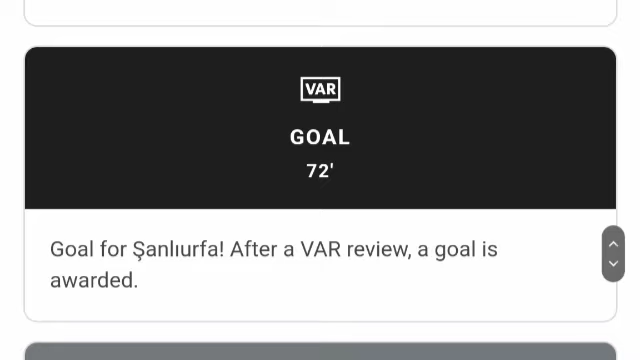 VAR
GOAL
72'
Goal for Şanlıurfa! After a VAR review, a goal is
awarded.